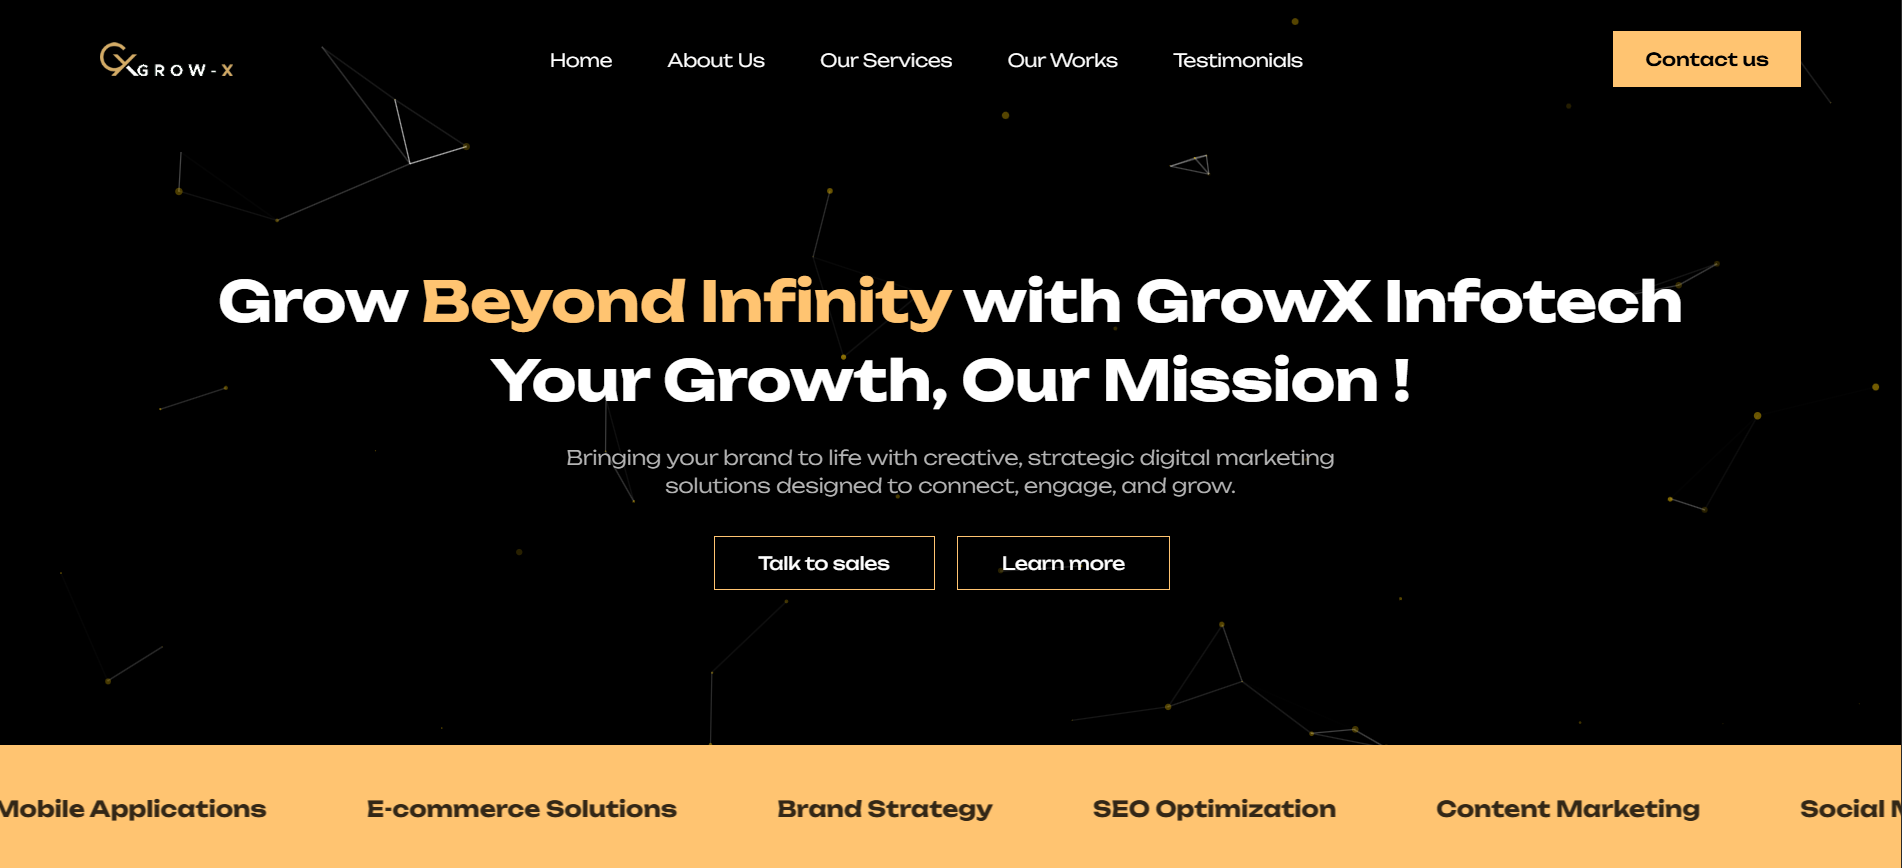 GROW-X
Home
About Us
Our Services
Our Works
Testimonials
Contact us
Grow Beyond Infinity with GrowX Infotech
Your Growth, Our Mission !
Bringing your brand to life with creative, strategic digital marketing
solutions designed to connect, engage, and grow.
Talk to sales
Learn more
Mobile Applications
E-commerce Solutions
Brand Strategy
SEO Optimization
Content Marketing
Social